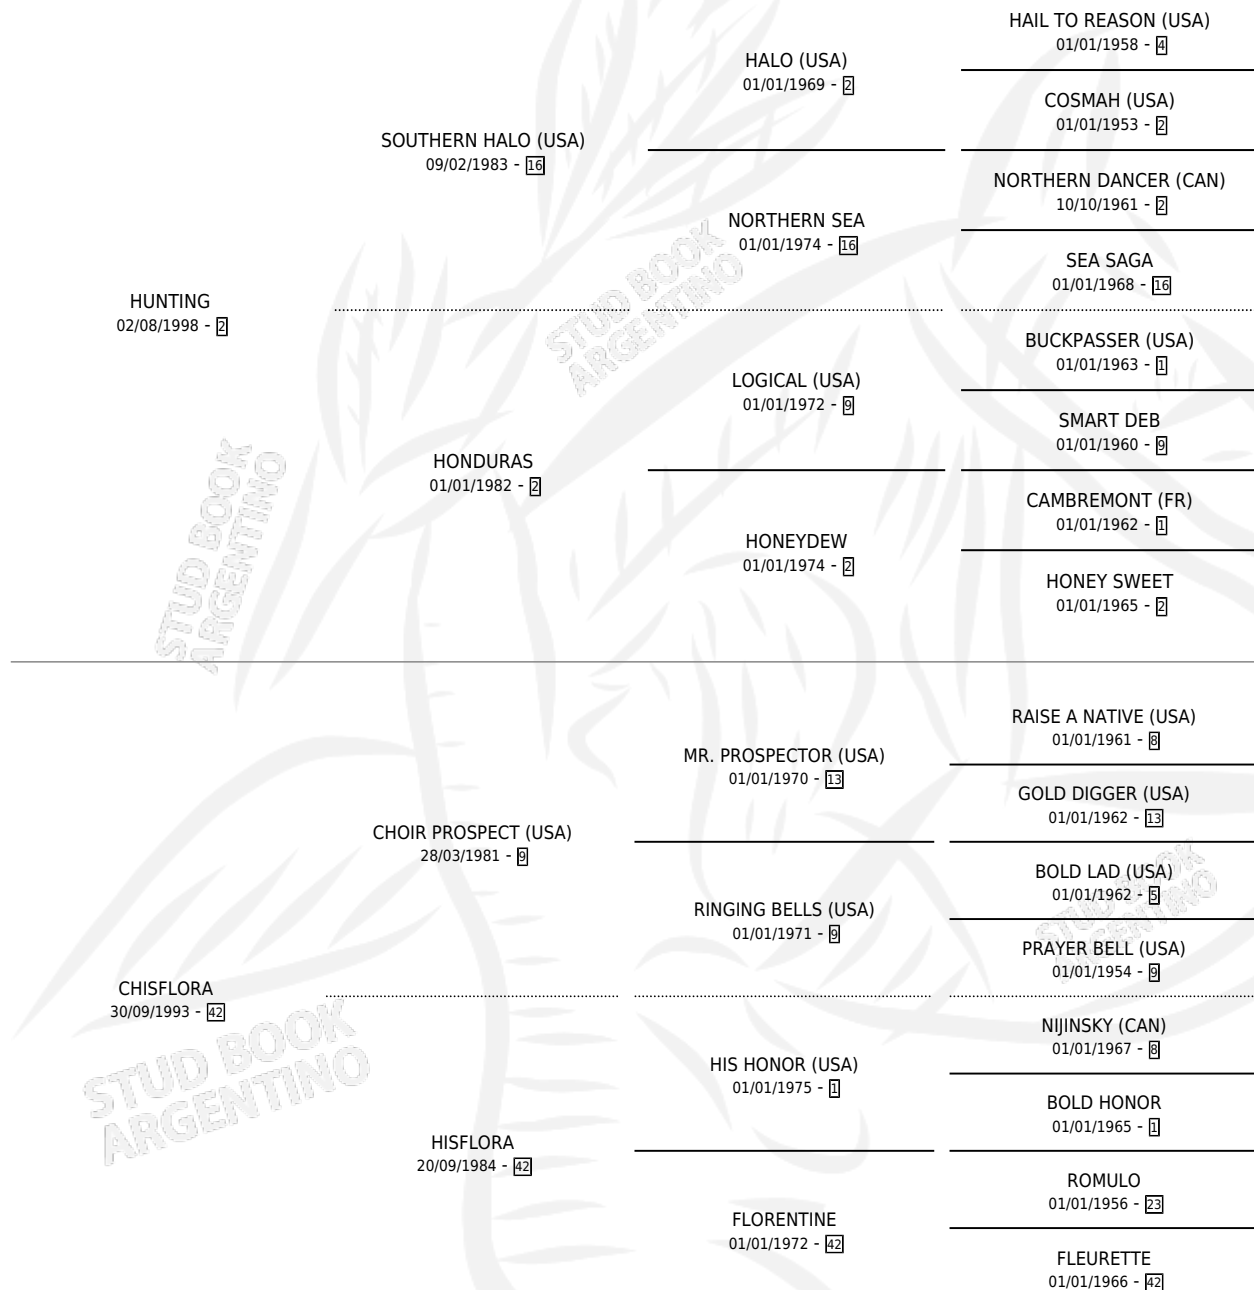 HAIL TO REASON (USA)
01/01/1958 - 4
HALO (USA)
01/01/1969 - 2
COSMAH (USA)
01/01/1953 - 2
SOUTHERN HALO (USA)
09/02/1983 - 16
NORTHERN DANCER (CAN)
10/10/1961 - 2
NORTHERN SEA
01/01/1974 - 16
SEA SAGA
01/01/1968 - 16
HUNTING
02/08/1998 - 2
STUD BOOK
ARGENTINO
BUCKPASSER (USA)
01/01/1963 - 1
LOGICAL (USA)
01/01/1972 - 9
SMART DEB
01/01/1960 - 9
HONDURAS
01/01/1982 - 2
CAMBREMONT (FR)
01/01/1962 - 1
HONEYDEW
01/01/1974 - 2
HONEY SWEET
01/01/1965 - 2
STUD BOOK
ARGENTINO
RAISE A NATIVE (USA)
01/01/1961 - 8
MR. PROSPECTOR (USA)
01/01/1970 - 13
GOLD DIGGER (USA)
01/01/1962 - 13
CHOIR PROSPECT (USA)
28/03/1981 - 9
BOLD LAD (USA)
01/01/1962 - 5
RINGING BELLS (USA)
01/01/1971 - 9
PRAYER BELL (USA)
01/01/1954 - 9
STUD BOOK
ARGENTINO
CHISFLORA
30/09/1993 - 42
NIJINSKY (CAN)
01/01/1967 - 8
HIS HONOR (USA)
01/01/1975 - 1
BOLD HONOR
01/01/1965 - 1
STUD BOOK
ARGENTINO
HISFLORA
20/09/1984 - 42
ROMULO
01/01/1956 - 23
FLORENTINE
01/01/1972 - 42
FLEURETTE
01/01/1966 - 42